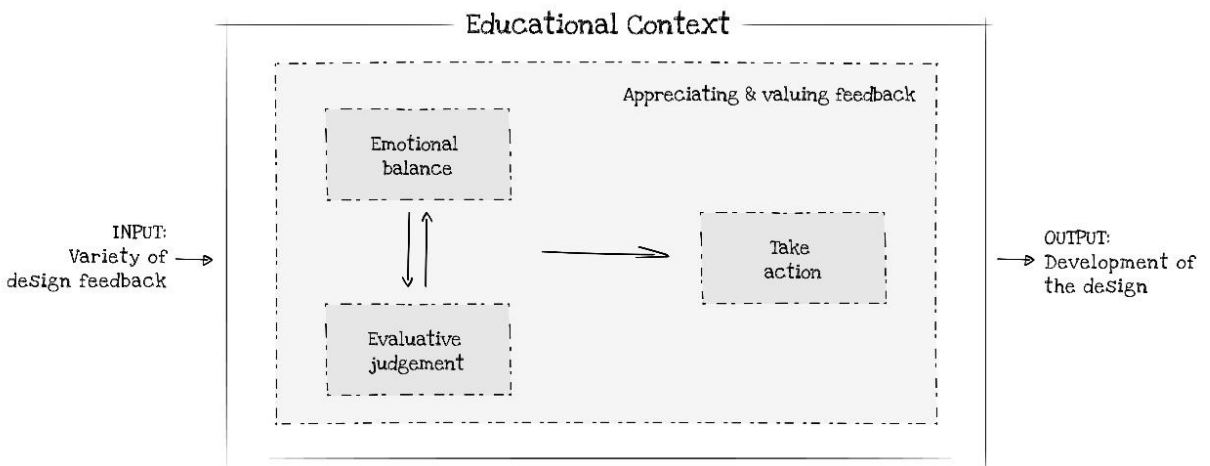 Educational Context
Appreciating & valuing feedback
Emotional
balance
INPUT:
Variety of
design feedback
Take
action
OUTPUT:
Development of
the design
Evaluative
judgement